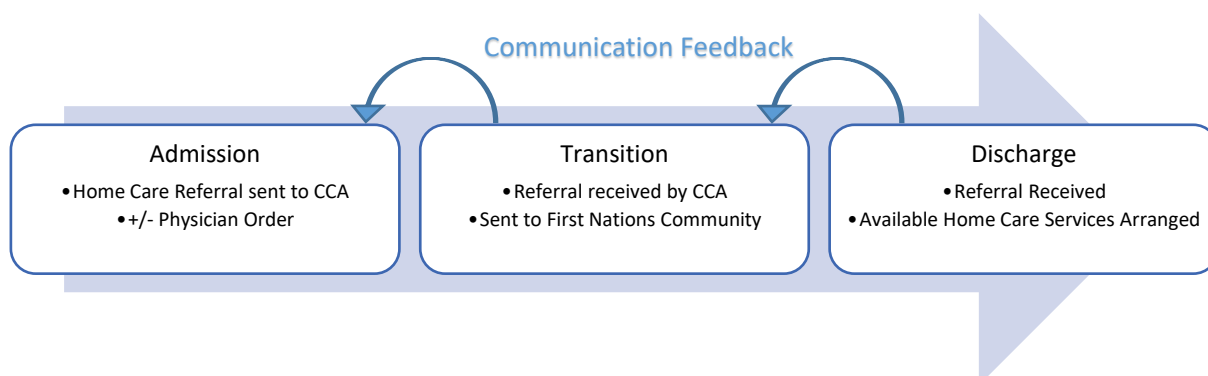 Communication Feedback
Admission
•Home Care Referral sent to CCA
•+/- Physician Order
Transition
•Referral received by CCA
•Sent to First Nations Community
Discharge
•Referral Received
•Available Home Care Services Arranged